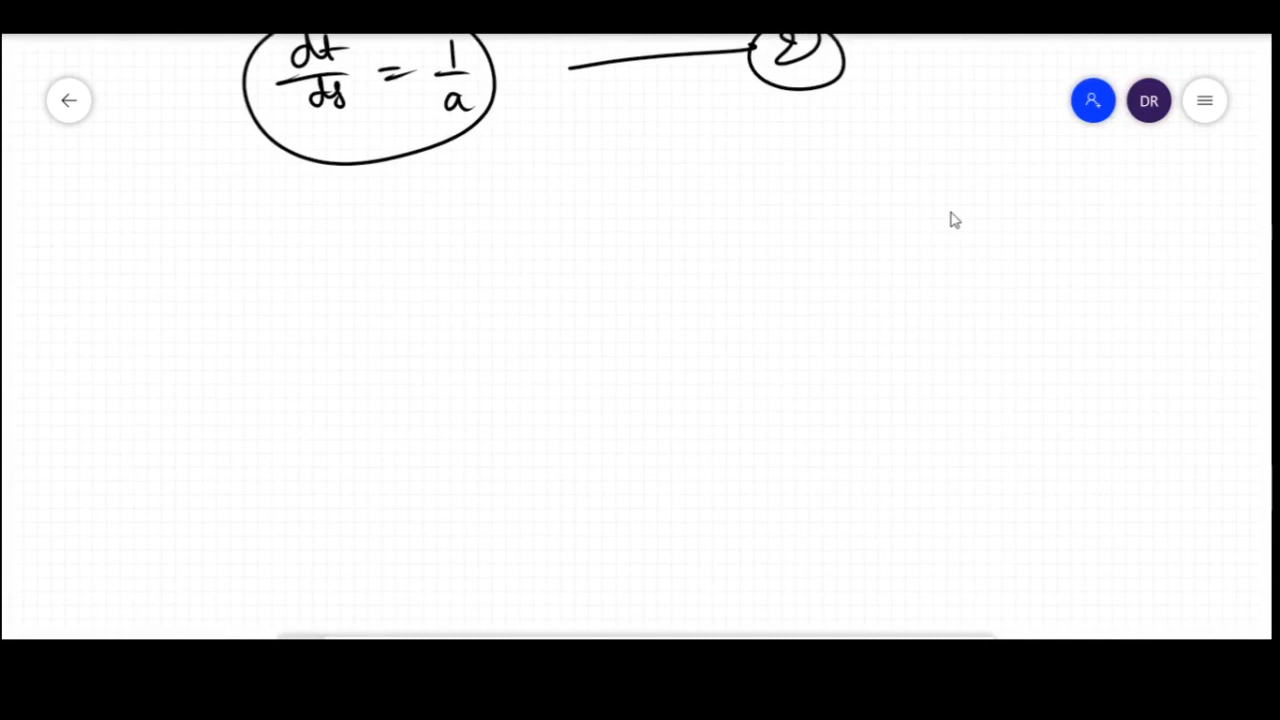 dt/ds = 1/a
DR